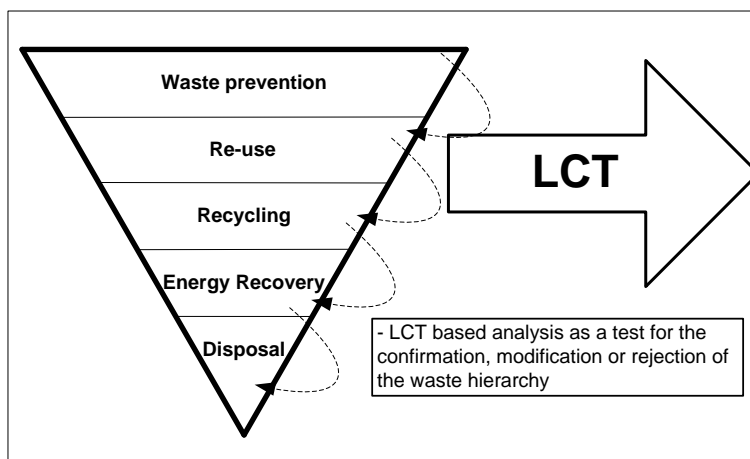 Waste prevention
Re-use
LCT
Recycling
Energy Recovery
Disposal
- LCT based analysis as a test for the
confirmation, modification or rejection of
the waste hierarchy